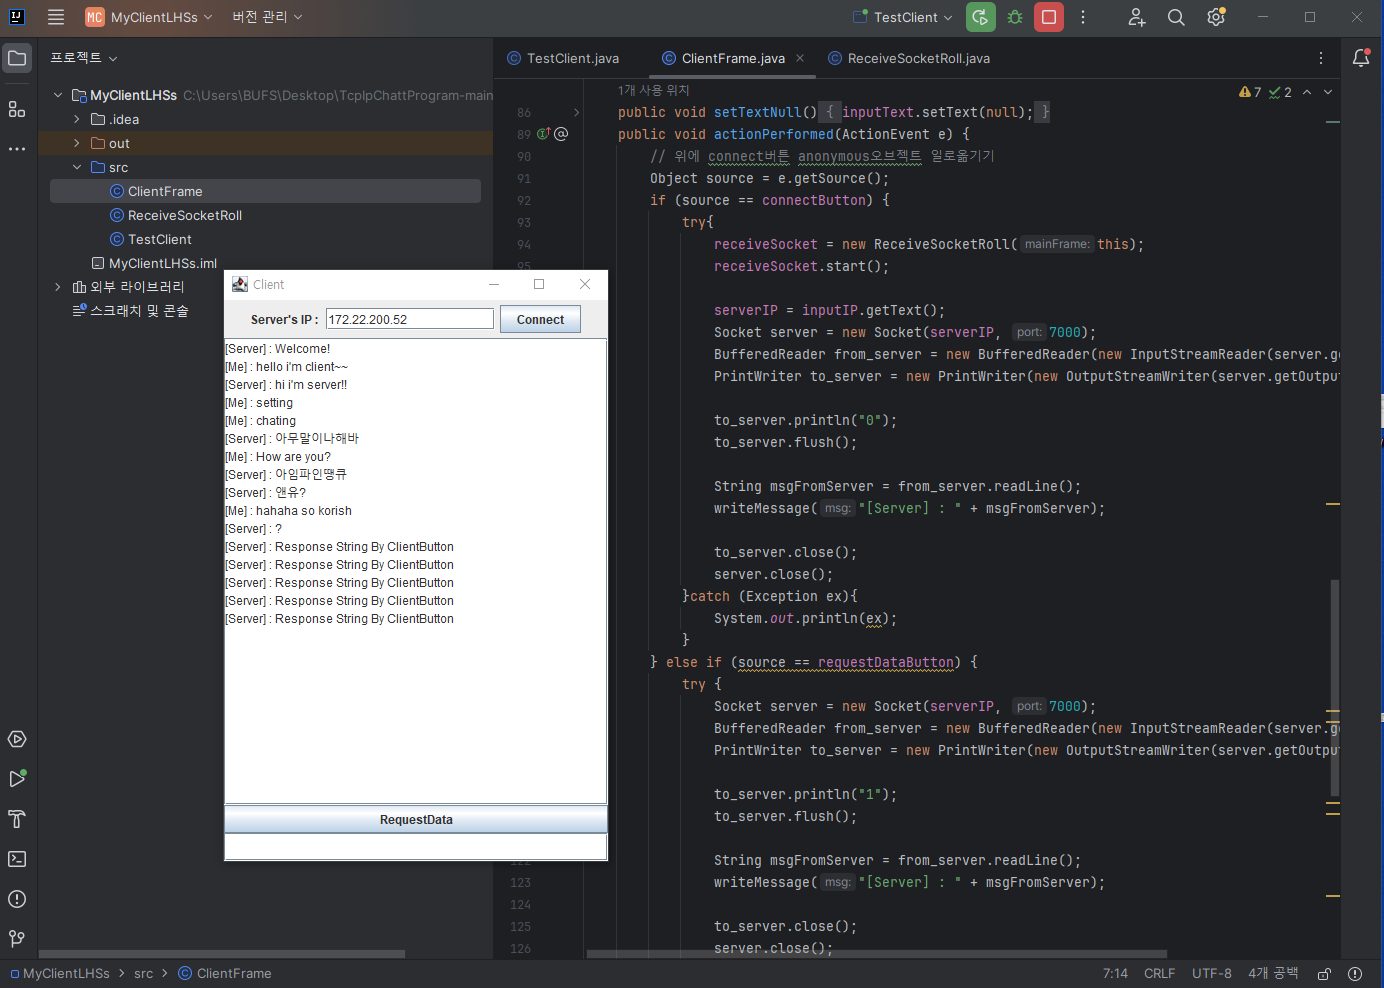 MC MyClientLHSs 버전 관리 TestClient
프로젝트
TestClient.java ClientFrame.java ReceiveSocketRoll.java
MyClientLHSs C:\Users\BUFS\Desktop\TcpIpChattProgram-main
.idea
out
src
ClientFrame
ReceiveSocketRoll
TestClient
MyClientLHSs.iml
외부 라이브러리
스크래치 및 콘솔
Client
Server's IP : 172.22.200.52 Connect
[Server] : Welcome!
[Me] : hello i'm client~~
[Server] : hi i'm server!!
[Me] : setting
[Me] : chating
[Server] : 아무말이나해바
[Me] : How are you?
[Server] : 아임파인땡큐
[Server] : 앤유?
[Me] : hahaha so korish
[Server] : ?
[Server] : Response String By ClientButton
[Server] : Response String By ClientButton
[Server] : Response String By ClientButton
[Server] : Response String By ClientButton
[Server] : Response String By ClientButton
RequestData
1개 사용 위치
7 2
86 public void setTextNull() { inputText.setText(null); }
89 public void actionPerformed(ActionEvent e) {
90 // 위에 connect버튼 anonymous오브젝트 일로옮기기
91 Object source = e.getSource();
92 if (source == connectButton) {
93 try{
94 receiveSocket = new ReceiveSocketRoll( mainFrame: this);
95 receiveSocket.start();
serverIP = inputIP.getText();
Socket server = new Socket(serverIP, port: 7000);
BufferedReader from_server = new BufferedReader(new InputStreamReader(server.ge
PrintWriter to_server = new PrintWriter(new OutputStreamWriter(server.getOutput
to_server.println("0");
to_server.flush();
String msgFromServer = from_server.readLine();
writeMessage( msg: "[Server] : " + msgFromServer);
to_server.close();
server.close();
}catch (Exception ex){
System.out.println(ex);
}
} else if (source == requestDataButton) {
try {
Socket server = new Socket(serverIP, port: 7000);
BufferedReader from_server = new BufferedReader(new InputStreamReader(server.ge
PrintWriter to_server = new PrintWriter(new OutputStreamWriter(server.getOutput
to_server.println("1");
to_server.flush();
122 String msgFromServer = from_server.readLine();
123 writeMessage( msg: "[Server] : " + msgFromServer);
124
125 to_server.close();
126 server.close();
MyClientLHSs > src > ClientFrame
7:14 CRLF UTF-8 4개 공백